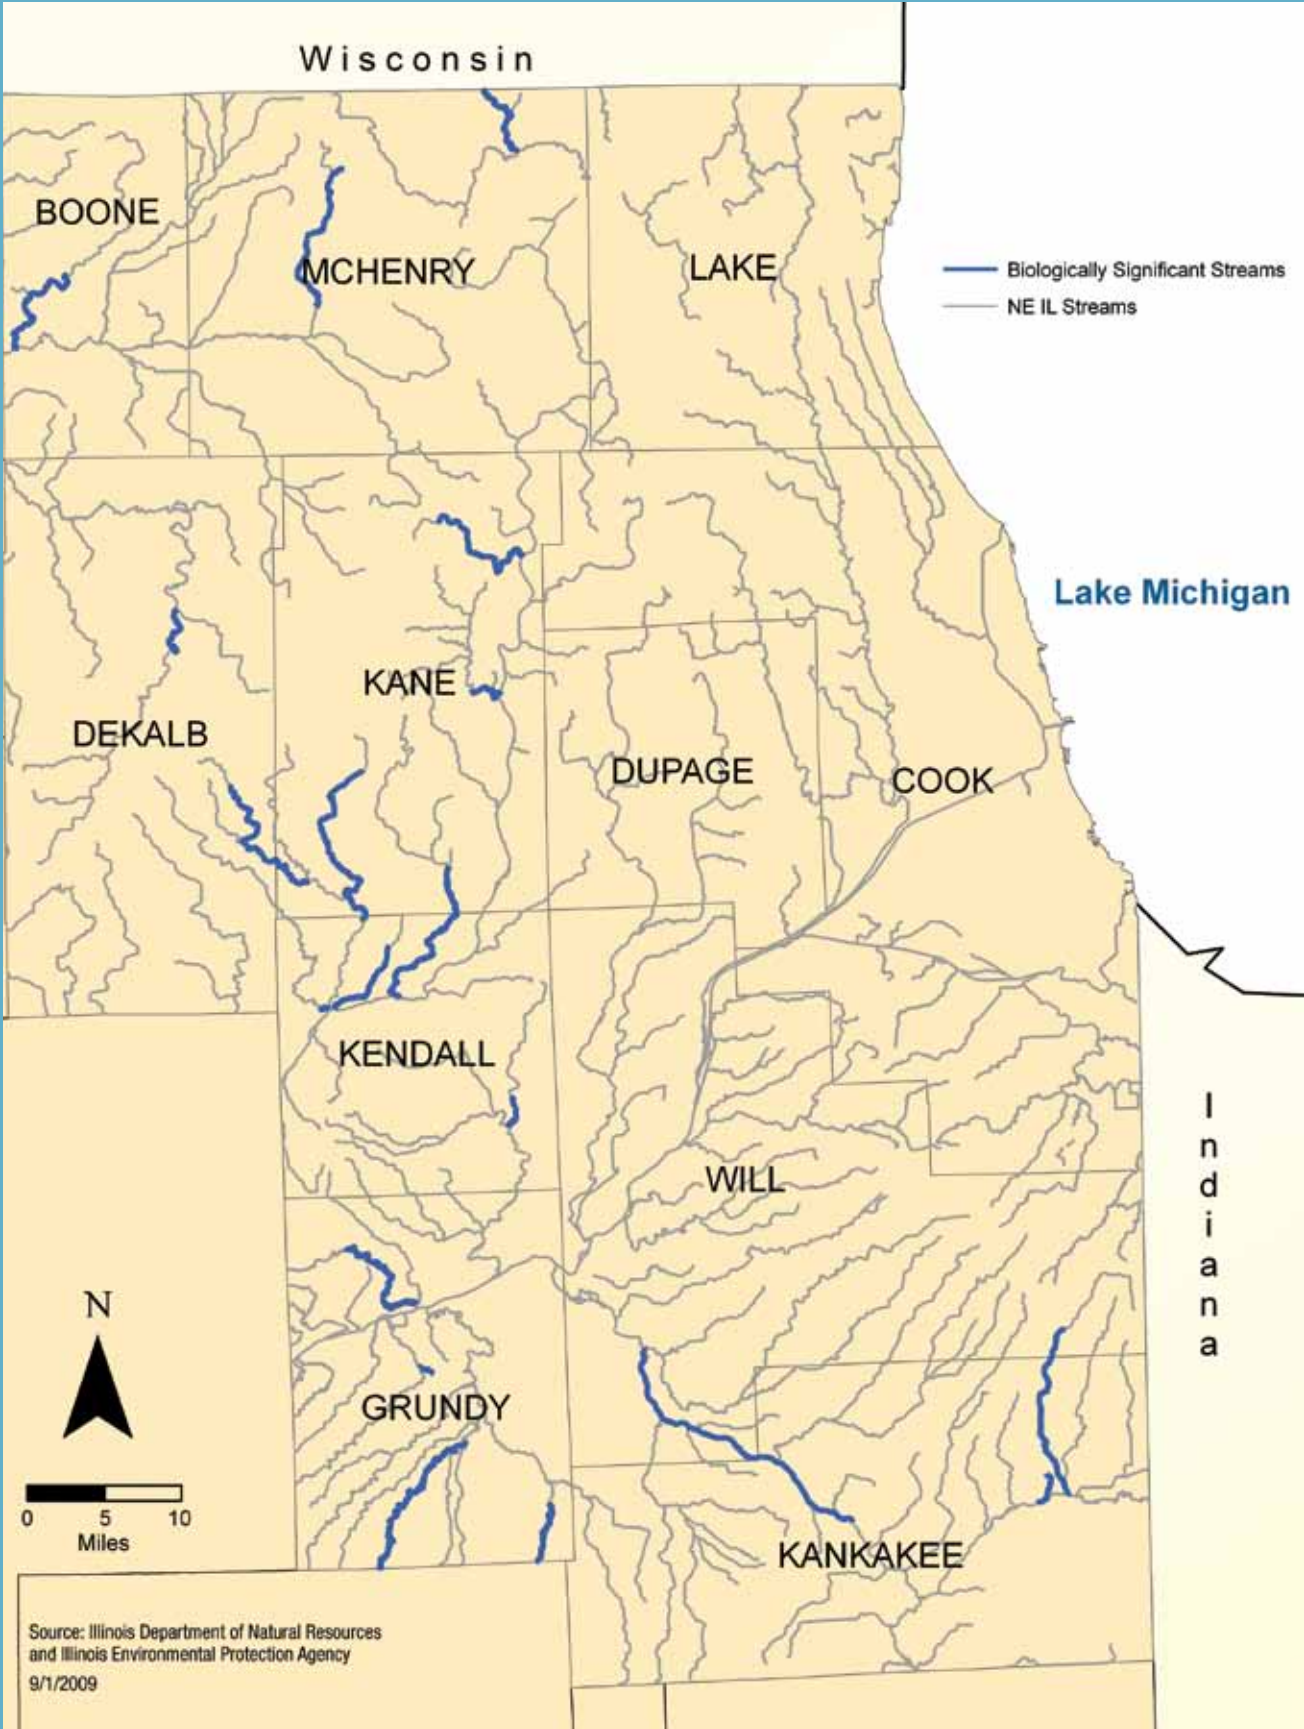 Wisconsin
BOONE
MCHENRY
LAKE
Biologically Significant Streams
NE IL Streams
Lake Michigan
KANE
DEKALB
DUPAGE
COOK
KENDALL
WILL
Indiana
N
GRUNDY
0 5 10
Miles
KANKAKEE
Source: Illinois Department of Natural Resources
and Illinois Environmental Protection Agency
9/1/2009